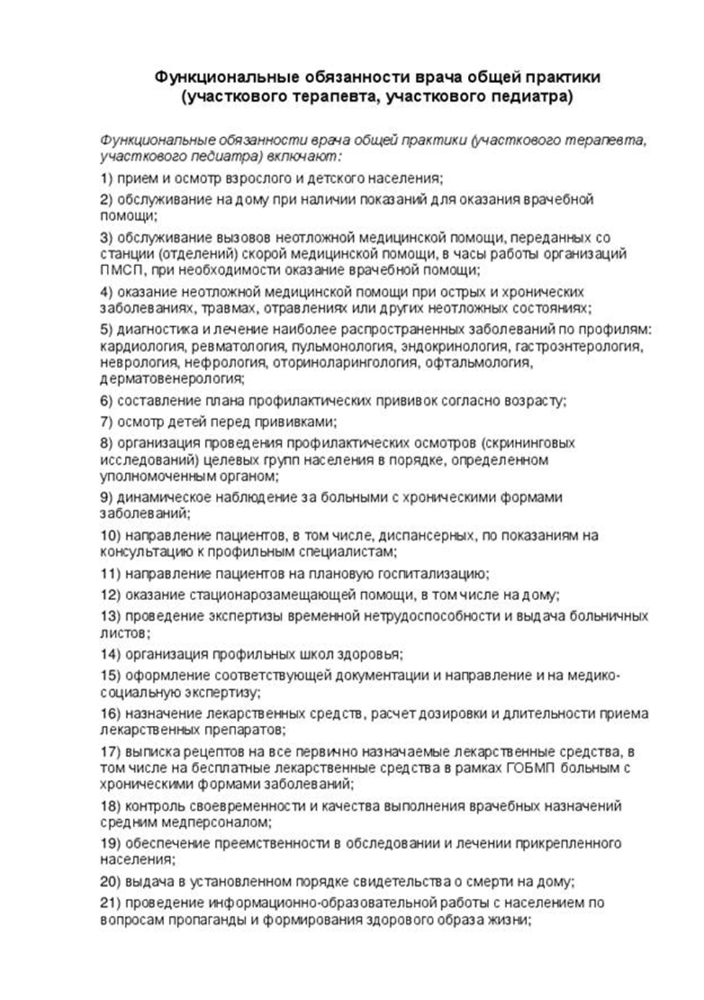 Функциональные обязанности врача общей практики
(участкового терапевта, участкового педиатра)
Функциональные обязанности врача общей практики (участкового терапевта,
участкового педиатра) включают:
1) прием и осмотр взрослого и детского населения;
2) обслуживание на дому при наличии показаний для оказания врачебной
помощи;
3) обслуживание вызовов неотложной медицинской помощи, переданных со
станции (отделений) скорой медицинской помощи, в часы работы организаций
ПМСП, при необходимости оказание врачебной помощи;
4) оказание неотложной медицинской помощи при острых и хронических
заболеваниях, травмах, отравлениях или других неотложных состояниях;
5) диагностика и лечение наиболее распространенных заболеваний по профилям:
кардиология, ревматология, пульмонология, эндокринология, гастроэнтерология,
неврология, нефрология, оториноларингология, офтальмология,
дерматовенерология;
6) составление плана профилактических прививок согласно возрасту;
7) осмотр детей перед прививками;
8) организация проведения профилактических осмотров (скрининговых
исследований) целевых групп населения в порядке, определенном
уполномоченным органом;
9) динамическое наблюдение за больными с хроническими формами
заболеваний;
10) направление пациентов, в том числе, диспансерных, по показаниям на
консультацию к профильным специалистам;
11) направление пациентов на плановую госпитализацию;
12) оказание стационарозамещающей помощи, в том числе на дому;
13) проведение экспертизы временной нетрудоспособности и выдача больничных
листов;
14) организация профильных школ здоровья;
15) оформление соответствующей документации и направление и на медико-
социальную экспертизу;
16) назначение лекарственных средств, расчет дозировки и длительности приема
лекарственных препаратов;
17) выписка рецептов на все первично назначаемые лекарственные средства, в
том числе на бесплатные лекарственные средства в рамках ГОБМП больным с
хроническими формами заболеваний;
18) контроль своевременности и качества выполнения врачебных назначений
средним медперсоналом;
19) обеспечение преемственности в обследовании и лечении прикрепленного
населения;
20) выдача в установленном порядке свидетельства о смерти на дому;
21) проведение информационно-образовательной работы с населением по
вопросам пропаганды и формирования здорового образа жизни;